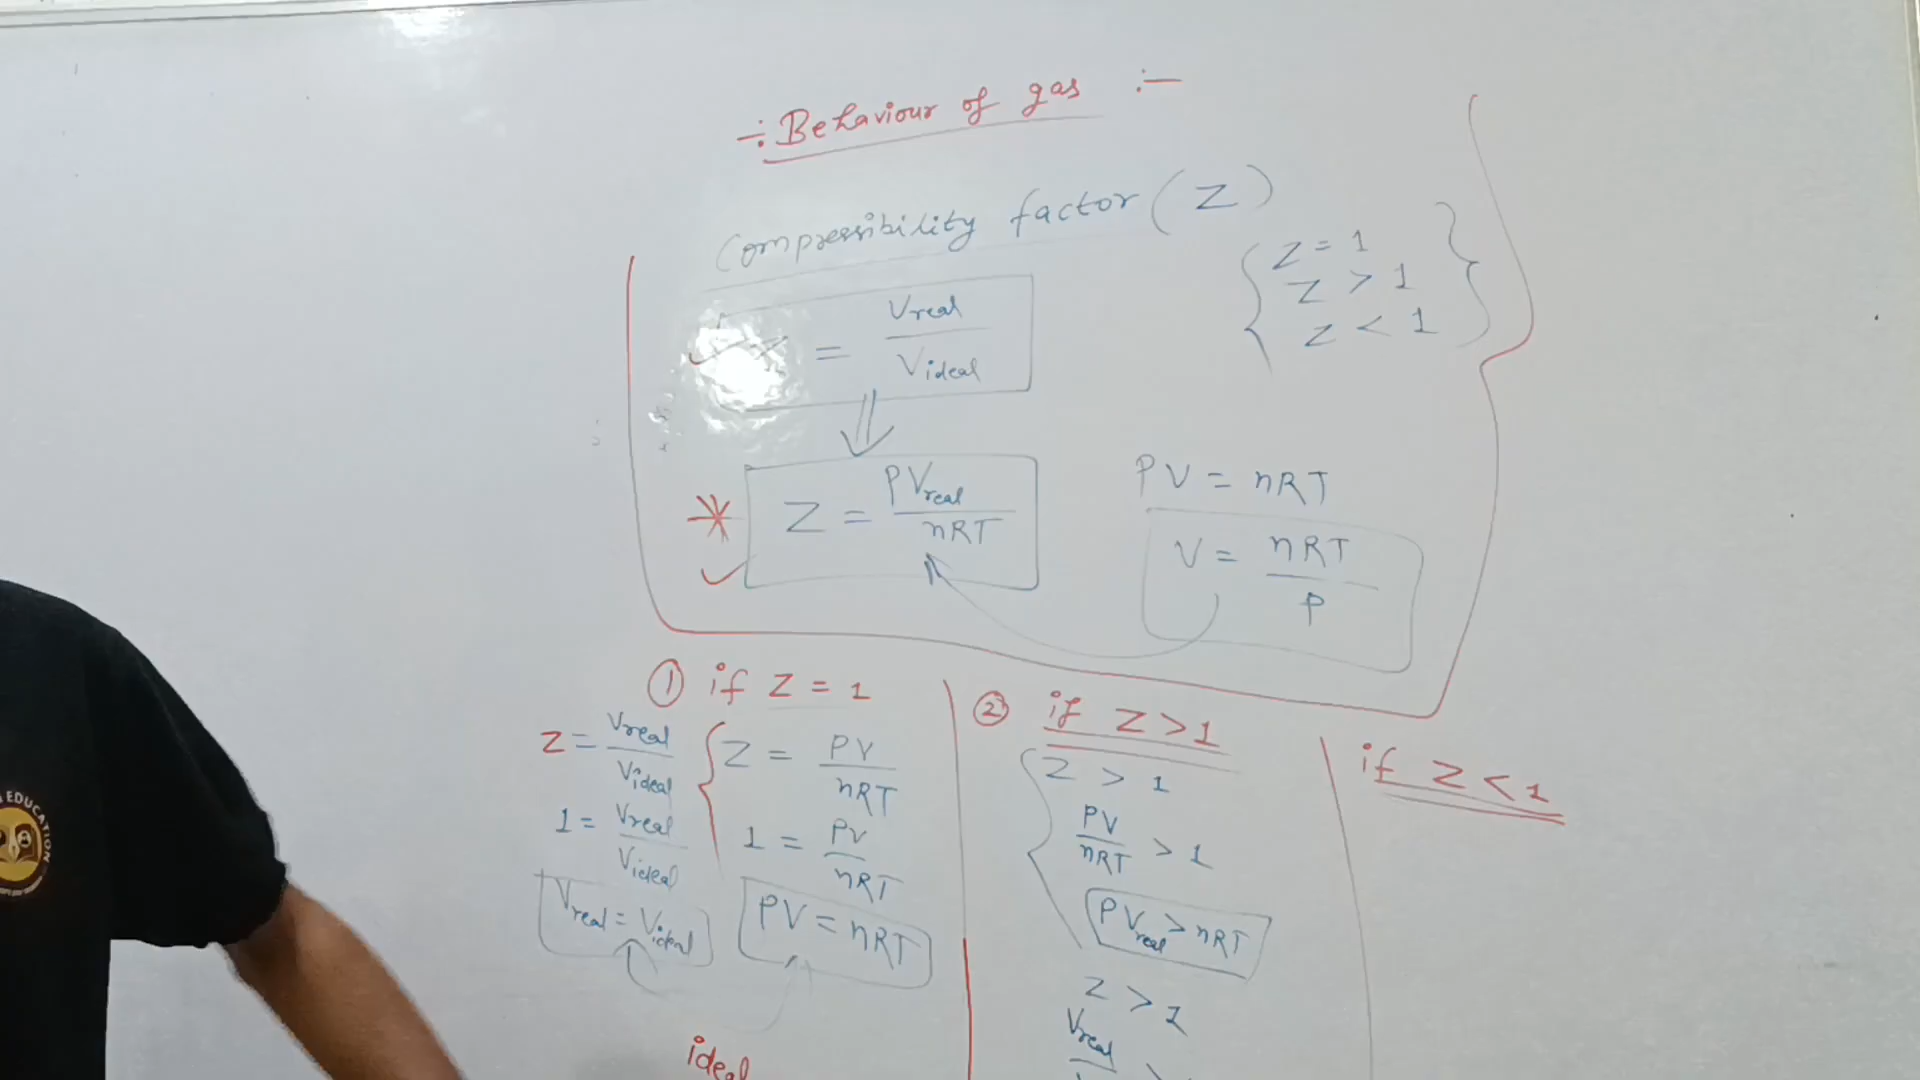 ÷ Behaviour of gas :-
Compressibility factor (Z)
Z = 1
Z > 1
Z < 1
Z = Vreal / Videal
Z = PVreal / nRT
PV = nRT
V = nRT / P
① if Z = 1
Z = Vreal / Videal
1 = Vreal / Videal
Vreal = Videal
Z = PV / nRT
1 = PV / nRT
PV = nRT
ideal
② if Z > 1
Z > 1
PV / nRT > 1
PVreal > nRT
Z > 1
Vreal
>
if Z < 1
EDUCATION